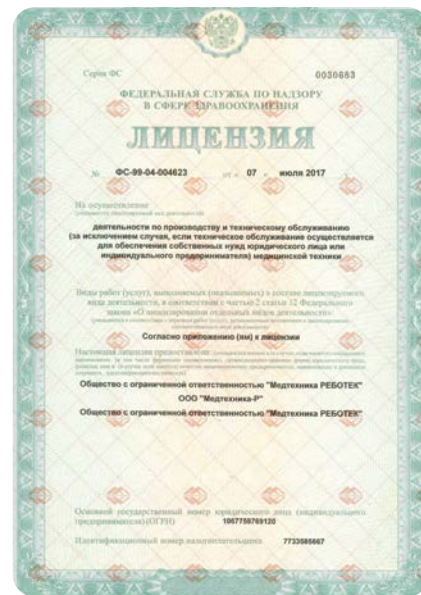 Серия ФС 0030663
ФЕДЕРАЛЬНАЯ СЛУЖБА ПО НАДЗОРУ
В СФЕРЕ ЗДРАВООХРАНЕНИЯ
ЛИЦЕНЗИЯ
№ ФС-99-04-004623 от « 07 » июля 2017
На осуществление
деятельности по производству и техническому обслуживанию
(за исключением случая, если техническое обслуживание осуществляется
для обеспечения собственных нужд юридического лица или
индивидуального предпринимателя) медицинской техники
Виды работ (услуг), выполняемых (оказываемых) в составе лицензируемого
вида деятельности, в соответствии с частью 2 статьи 12 Федерального
закона «О лицензировании отдельных видов деятельности»:
Согласно приложению (ям) к лицензии
Настоящая лицензия предоставлена:
Общество с ограниченной ответственностью "Медтехника РЕБОТЕК"
ООО "Медтехника-Р"
Общество с ограниченной ответственностью "Медтехника РЕБОТЕК"
Основной государственный номер юридического лица (индивидуального
предпринимателя) (ОГРН) 1067759769120
Идентификационный номер налогоплательщика 7733585667